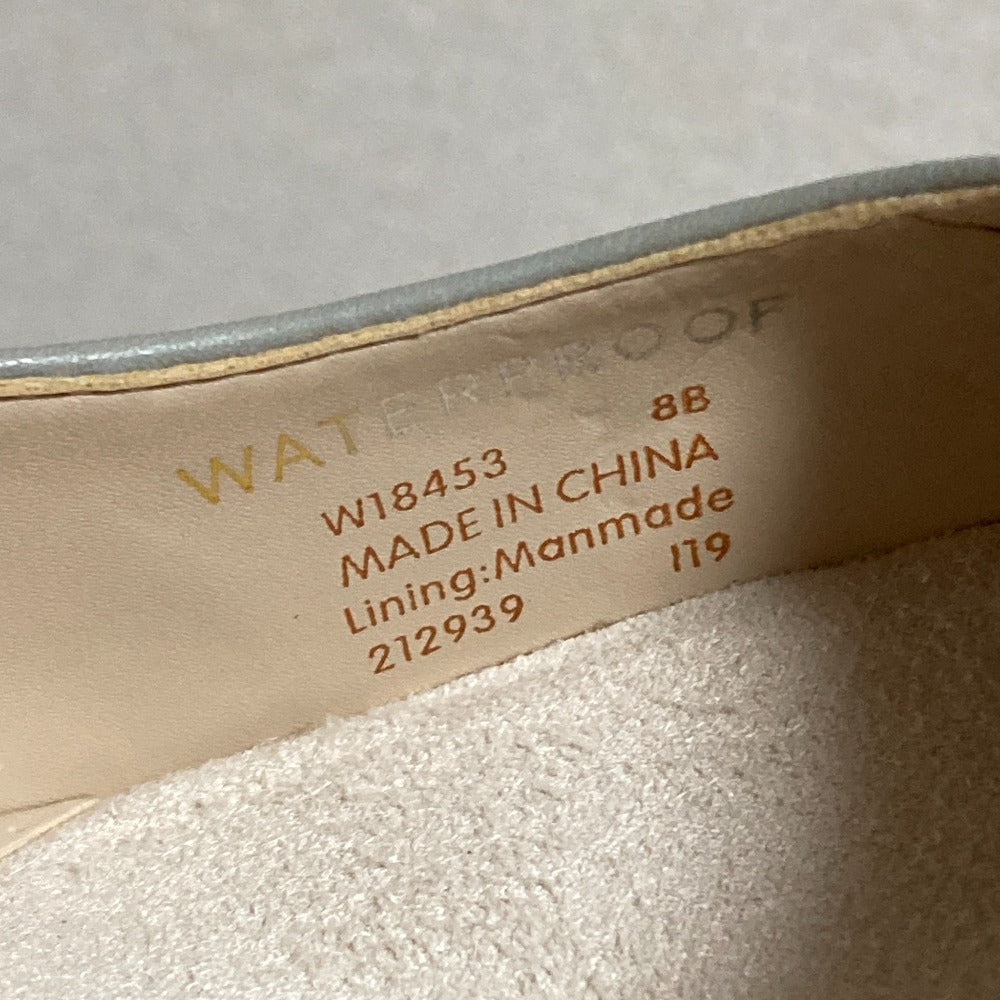 WATERPROOF
W18453 8B
MADE IN CHINA
Lining:Manmade
212939 I19